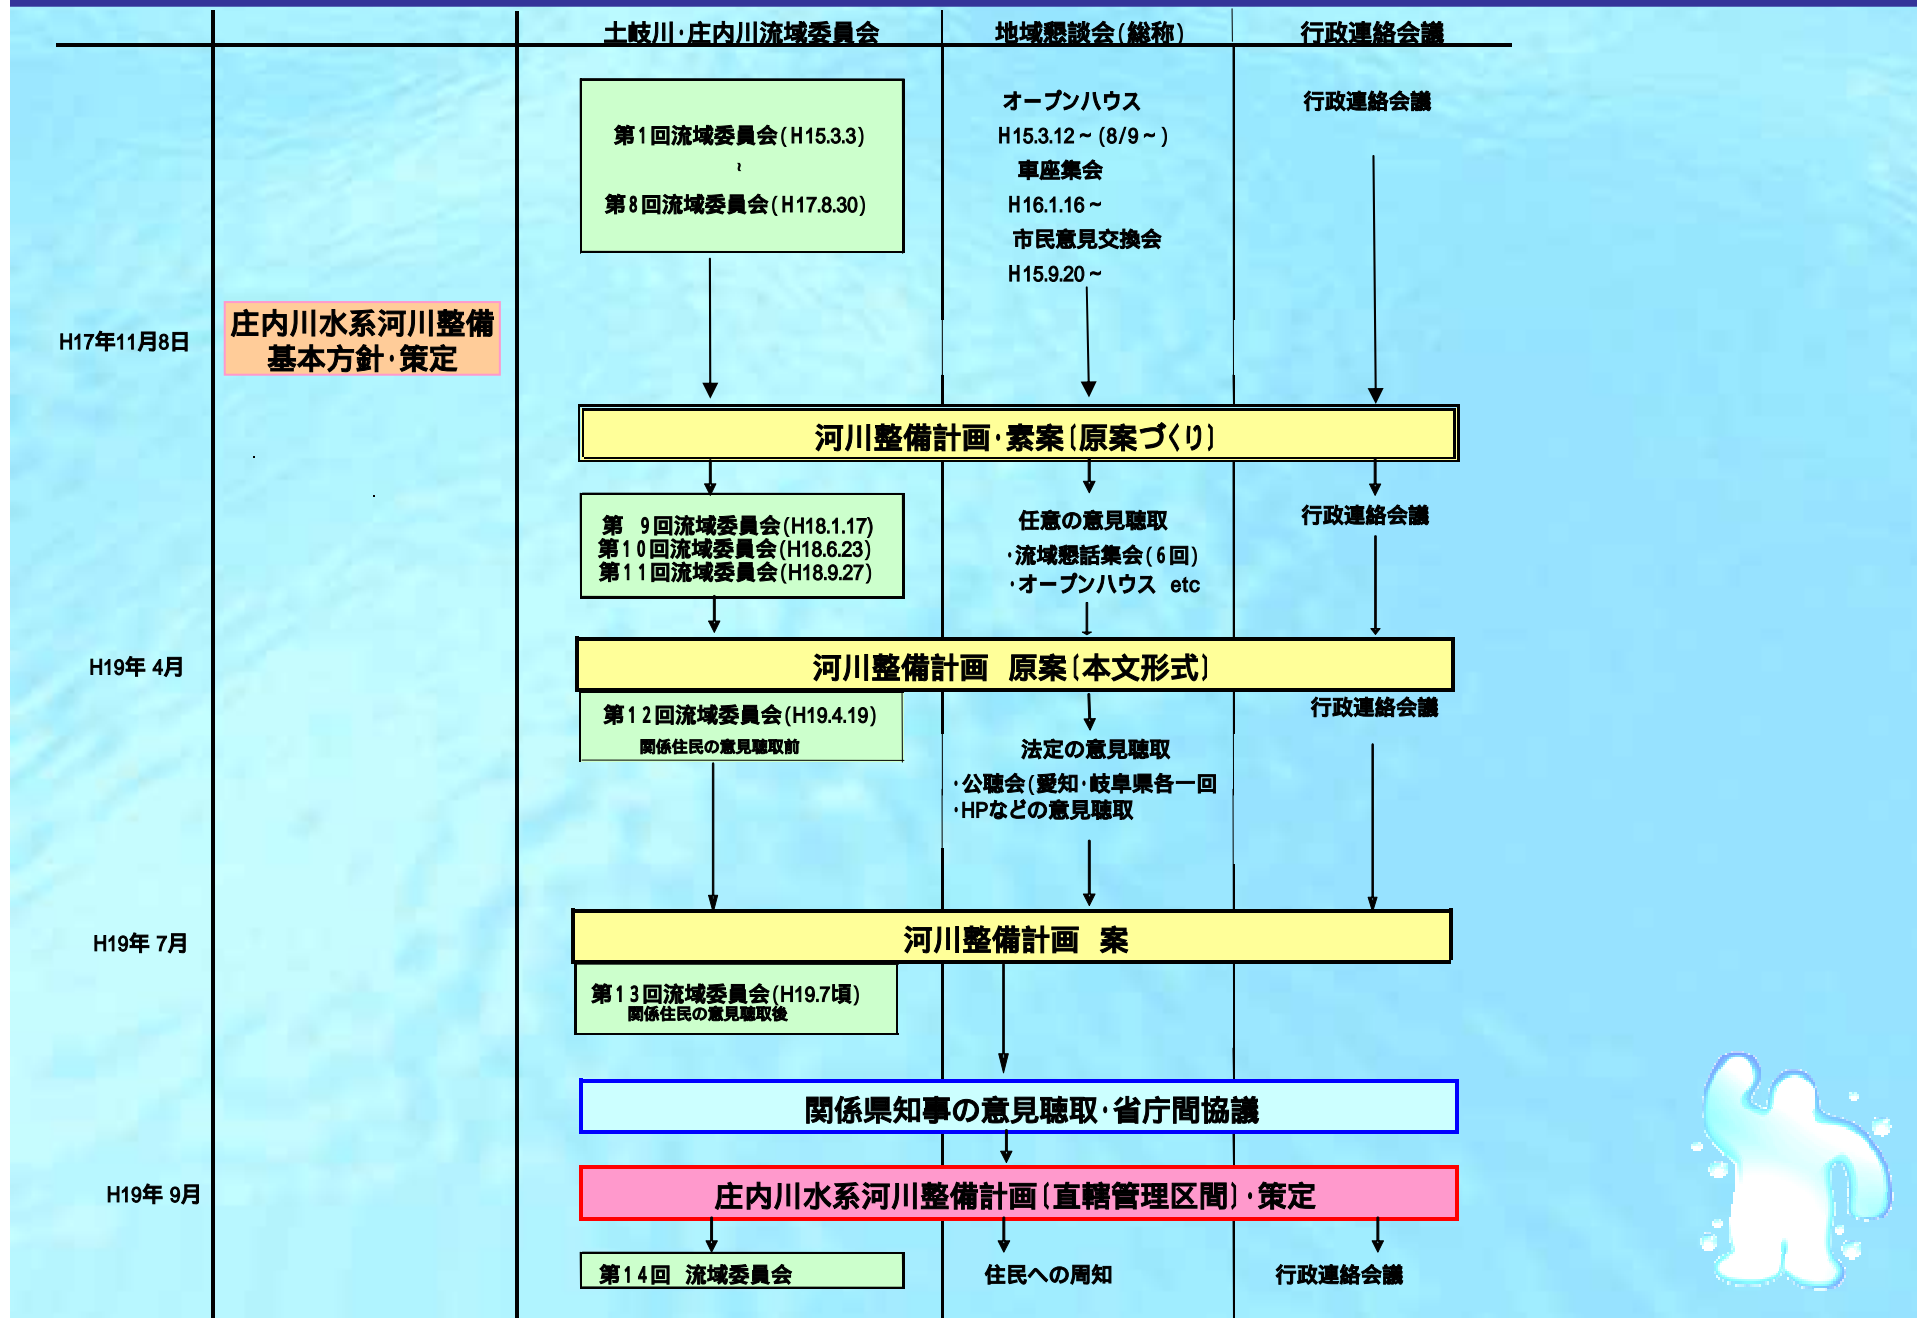 土岐川・庄内川流域委員会
地域懇談会(総称)
行政連絡会議
第1回流域委員会(H15.3.3)
~
第8回流域委員会(H17.8.30)
オープンハウス
H15.3.12~(8/9~)
車座集会
H16.1.16~
市民意見交換会
H15.9.20~
行政連絡会議
H17年11月8日
庄内川水系河川整備
基本方針・策定
河川整備計画・素案(原案づくり)
第 9回流域委員会(H18.1.17)
第10回流域委員会(H18.6.23)
第11回流域委員会(H18.9.27)
任意の意見聴取
・流域懇話集会(6回)
・オープンハウス etc
行政連絡会議
H19年 4月
河川整備計画 原案(本文形式)
第12回流域委員会(H19.4.19)
関係住民の意見聴取前
法定の意見聴取
・公聴会(愛知・岐阜県各一回
・HPなどの意見聴取
行政連絡会議
H19年 7月
河川整備計画 案
第13回流域委員会(H19.7頃)
関係住民の意見聴取後
関係県知事の意見聴取・省庁間協議
H19年 9月
庄内川水系河川整備計画(直轄管理区間)・策定
第14回 流域委員会
住民への周知
行政連絡会議